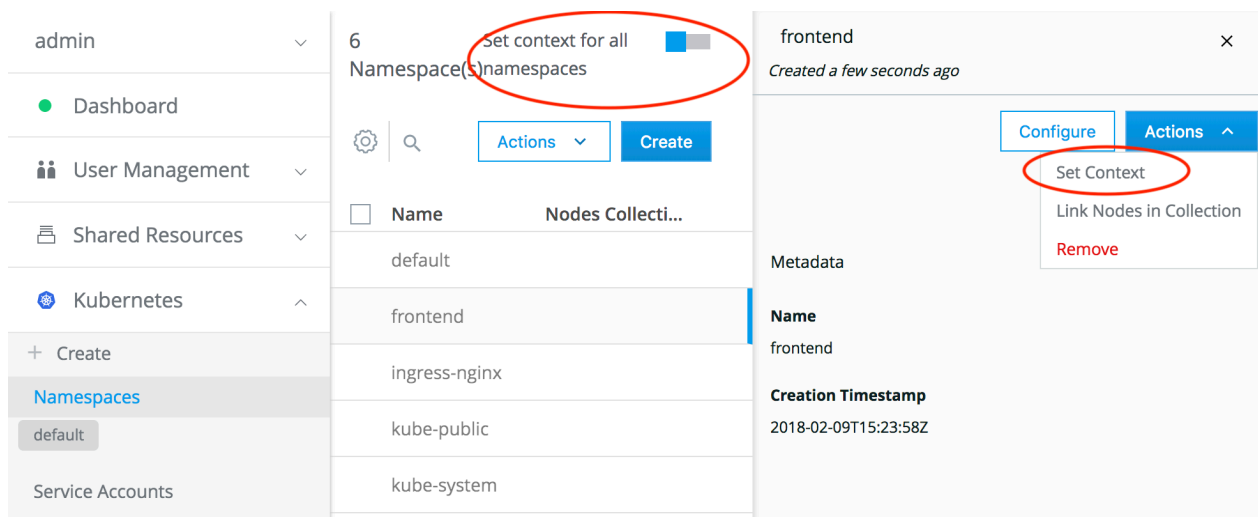 admin
Dashboard
User Management
Shared Resources
Kubernetes
+ Create
Namespaces
default
Service Accounts
6
Namespace(s)
Set context for all
namespaces
Actions
Create
Name Nodes Collecti...
default
frontend
ingress-nginx
kube-public
kube-system
frontend
Created a few seconds ago
Configure
Actions
Set Context
Link Nodes in Collection
Remove
Metadata
Name
frontend
Creation Timestamp
2018-02-09T15:23:58Z